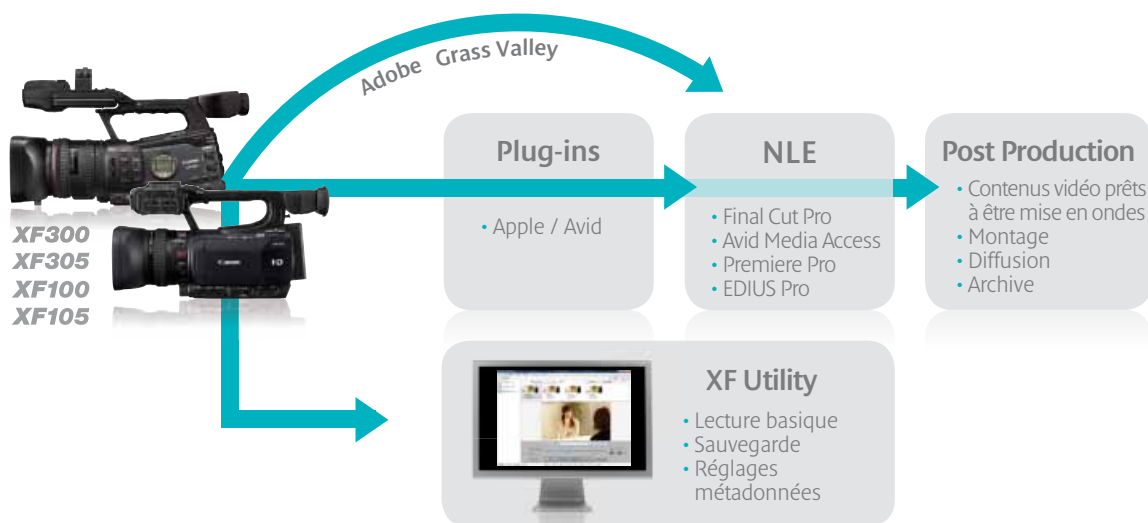 Adobe Grass Valley
XF300
XF305
XF100
XF105
Plug-ins
• Apple / Avid
NLE
• Final Cut Pro
• Avid Media Access
• Premiere Pro
• EDIUS Pro
Post Production
• Contenus vidéo prêts
à être mise en ondes
• Montage
• Diffusion
• Archive
XF Utility
• Lecture basique
• Sauvegarde
• Réglages
métadonnées
Canon
HD